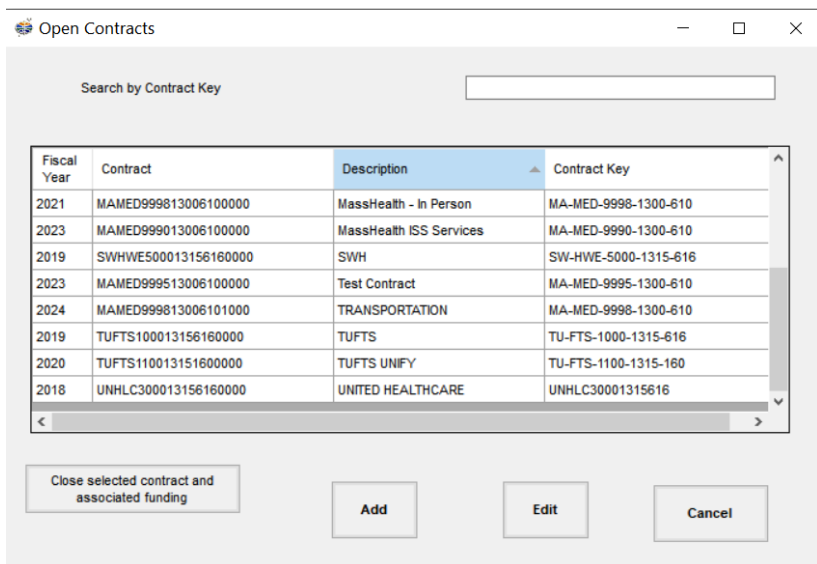 Open Contracts
Search by Contract Key
Fiscal Year Contract Description Contract Key
2021 MAMED999813006100000 MassHealth - In Person MA-MED-9998-1300-610
2023 MAMED999013006100000 MassHealth ISS Services MA-MED-9990-1300-610
2019 SWHWE500013156160000 SWH SW-HWE-5000-1315-616
2023 MAMED999513006100000 Test Contract MA-MED-9995-1300-610
2024 MAMED999813006101000 TRANSPORTATION MA-MED-9998-1300-610
2019 TUFTS100013156160000 TUFTS TU-FTS-1000-1315-616
2020 TUFTS110013151600000 TUFTS UNIFY TU-FTS-1100-1315-160
2018 UNHLC300013156160000 UNITED HEALTHCARE UNHLC30001315616
Close selected contract and
associated funding
Add Edit Cancel